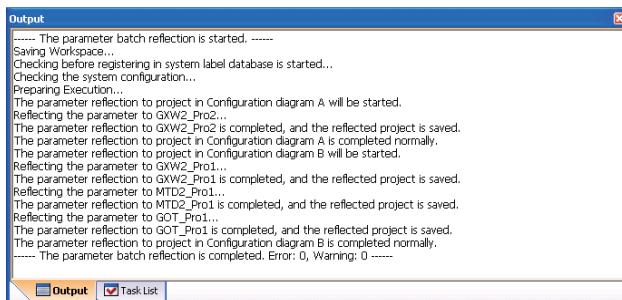 Output
------ The parameter batch reflection is started. ------
Saving Workspace...
Checking before registering in system label database is started...
Checking the system configuration...
Preparing Execution...
The parameter reflection to project in Configuration diagram A will be started.
Reflecting the parameter to GXW2_Pro2...
The parameter reflection to GXW2_Pro2 is completed, and the reflected project is saved.
The parameter reflection to project in Configuration diagram A is completed normally.
The parameter reflection to project in Configuration diagram B will be started.
Reflecting the parameter to GXW2_Pro1...
The parameter reflection to GXW2_Pro1 is completed, and the reflected project is saved.
Reflecting the parameter to MTD2_Pro1...
The parameter reflection to MTD2_Pro1 is completed, and the reflected project is saved.
Reflecting the parameter to GOT_Pro1...
The parameter reflection to GOT_Pro1 is completed, and the reflected project is saved.
The parameter reflection to project in Configuration diagram B is completed normally.
------ The parameter batch reflection is completed. Error: 0, Warning: 0 ------
Output Task List